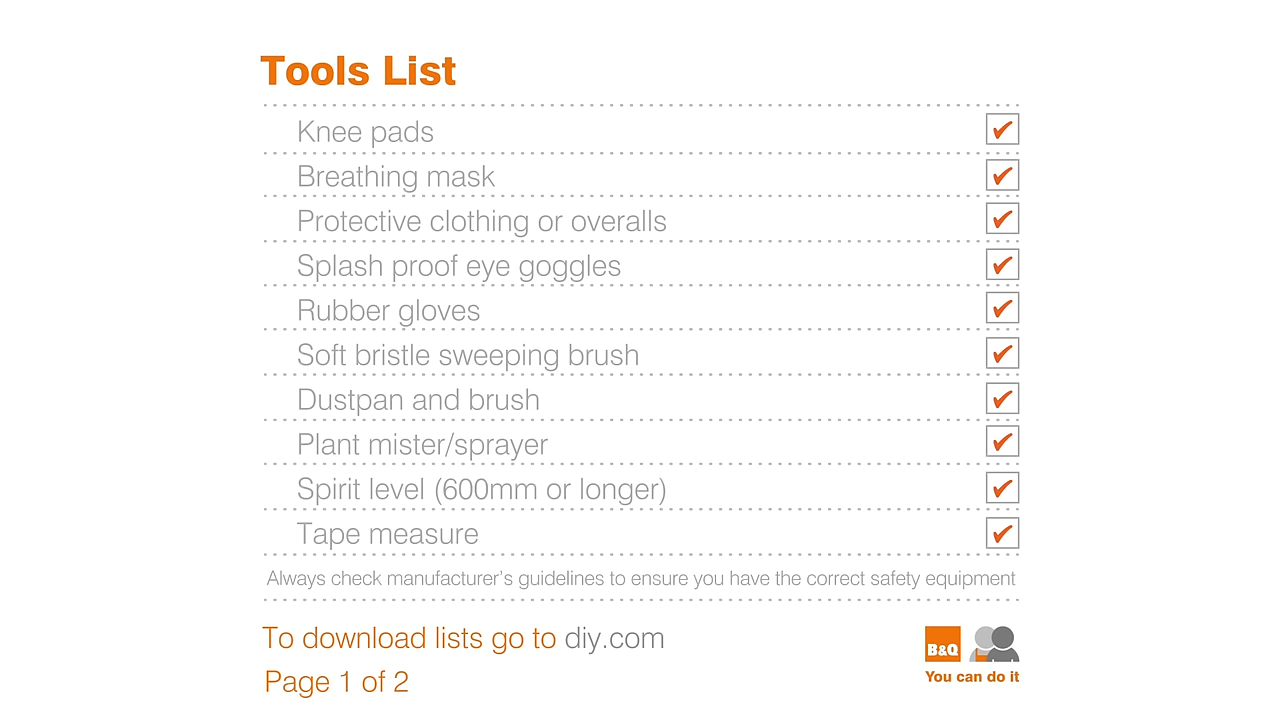 Tools List
Knee pads
Breathing mask
Protective clothing or overalls
Splash proof eye goggles
Rubber gloves
Soft bristle sweeping brush
Dustpan and brush
Plant mister/sprayer
Spirit level (600mm or longer)
Tape measure
Always check manufacturer's guidelines to ensure you have the correct safety equipment
To download lists go to diy.com
B&Q
You can do it
Page 1 of 2